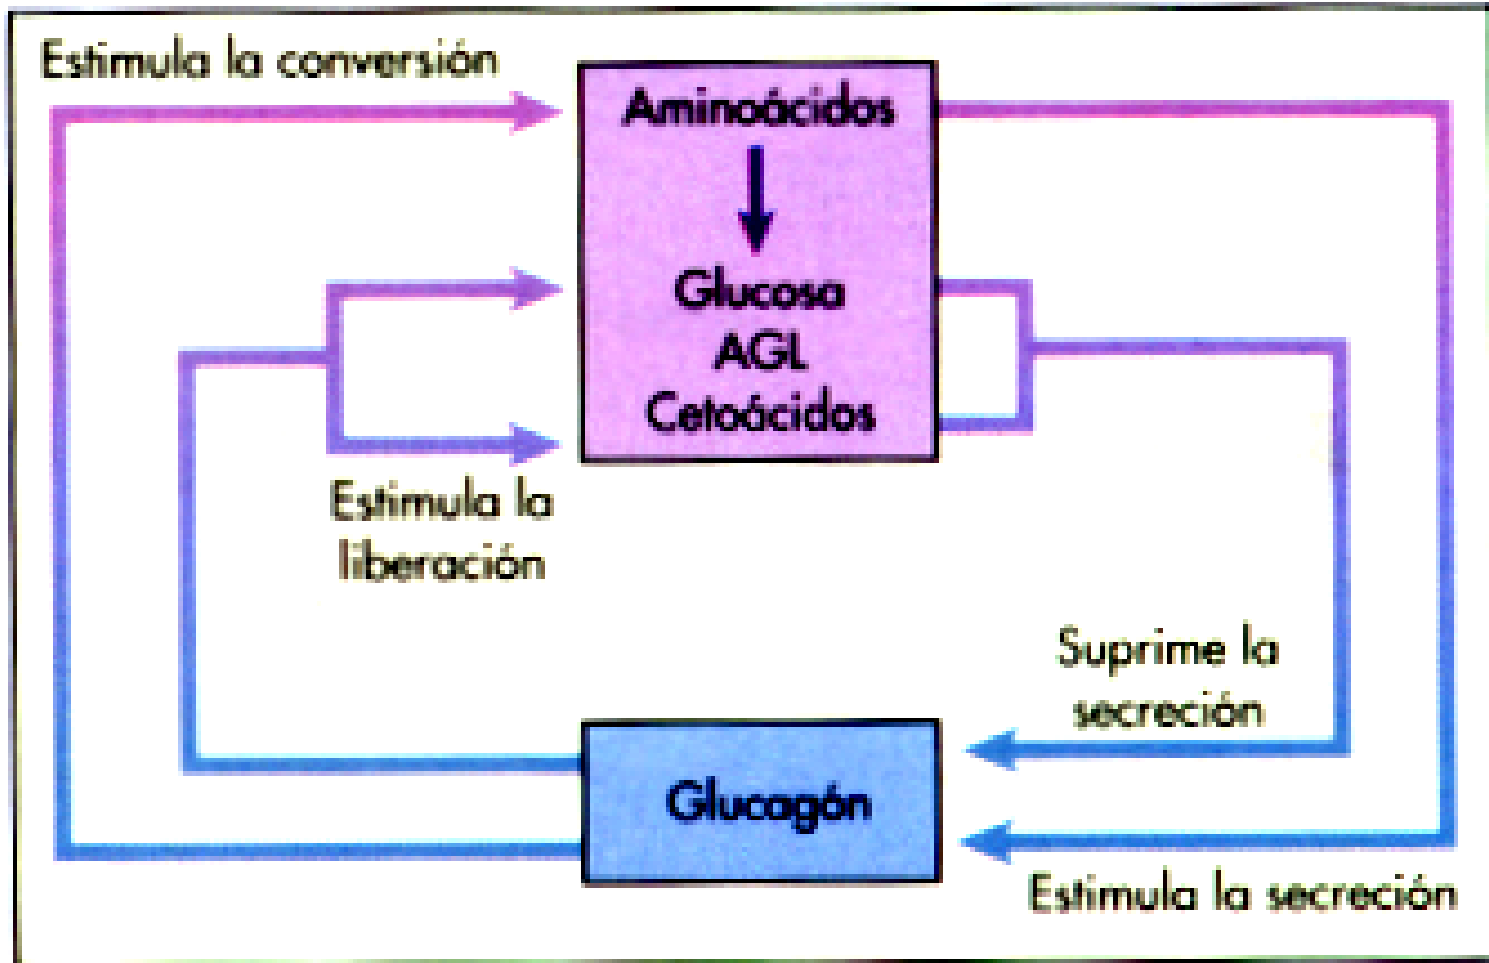 Estimula la conversión
Aminoácidos
Glucosa
AGL
Cetoácidos
Estimula la
liberación
Suprime la
secreción
Glucagón
Estimula la secreción